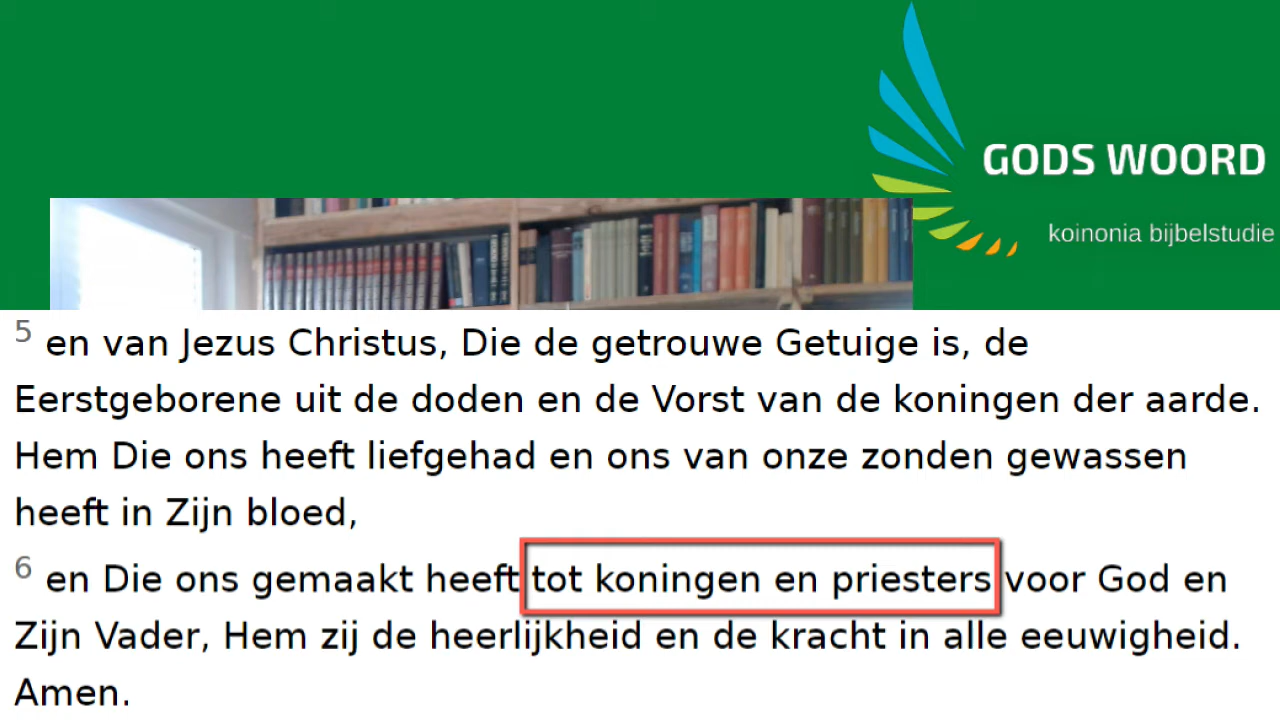 GODS WOORD
koinonia bijbelstudie
5 en van Jezus Christus, Die de getrouwe Getuige is, de
Eerstgeborene uit de doden en de Vorst van de koningen der aarde.
Hem Die ons heeft liefgehad en ons van onze zonden gewassen
heeft in Zijn bloed,
6 en Die ons gemaakt heeft tot koningen en priesters voor God en
Zijn Vader, Hem zij de heerlijkheid en de kracht in alle eeuwigheid.
Amen.